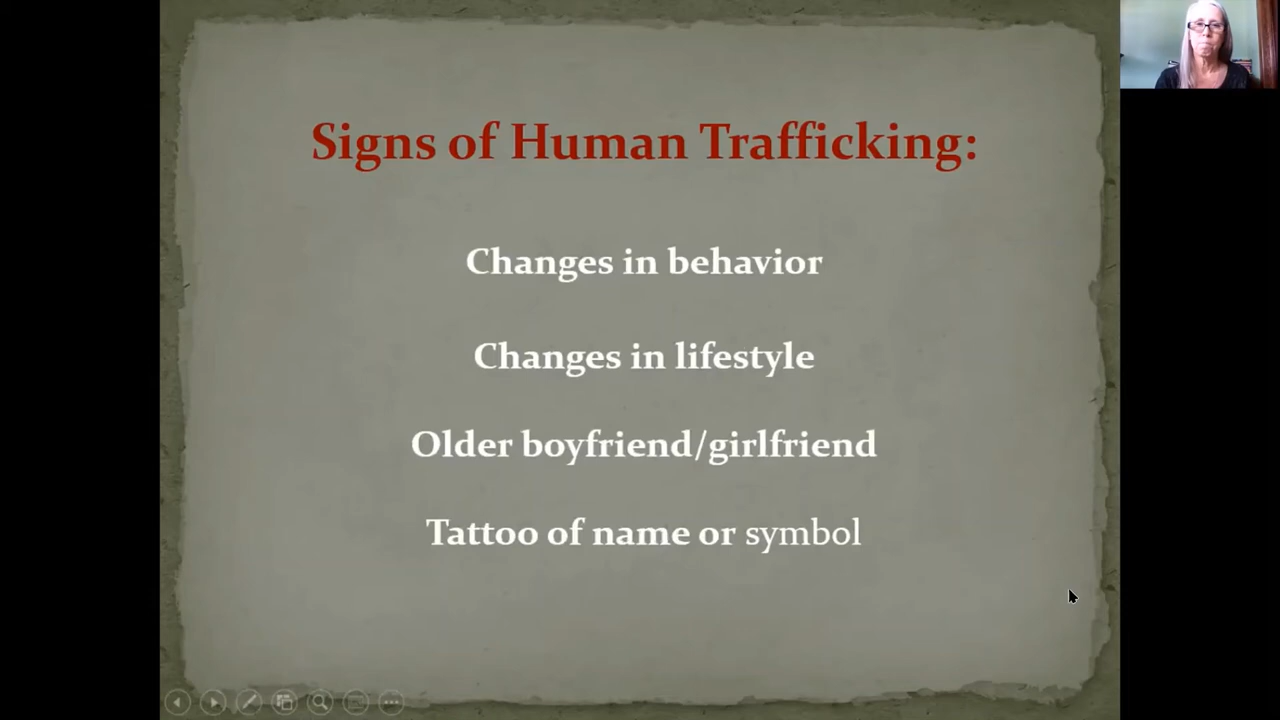 Signs of Human Trafficking:
Changes in behavior
Changes in lifestyle
Older boyfriend/girlfriend
Tattoo of name or symbol